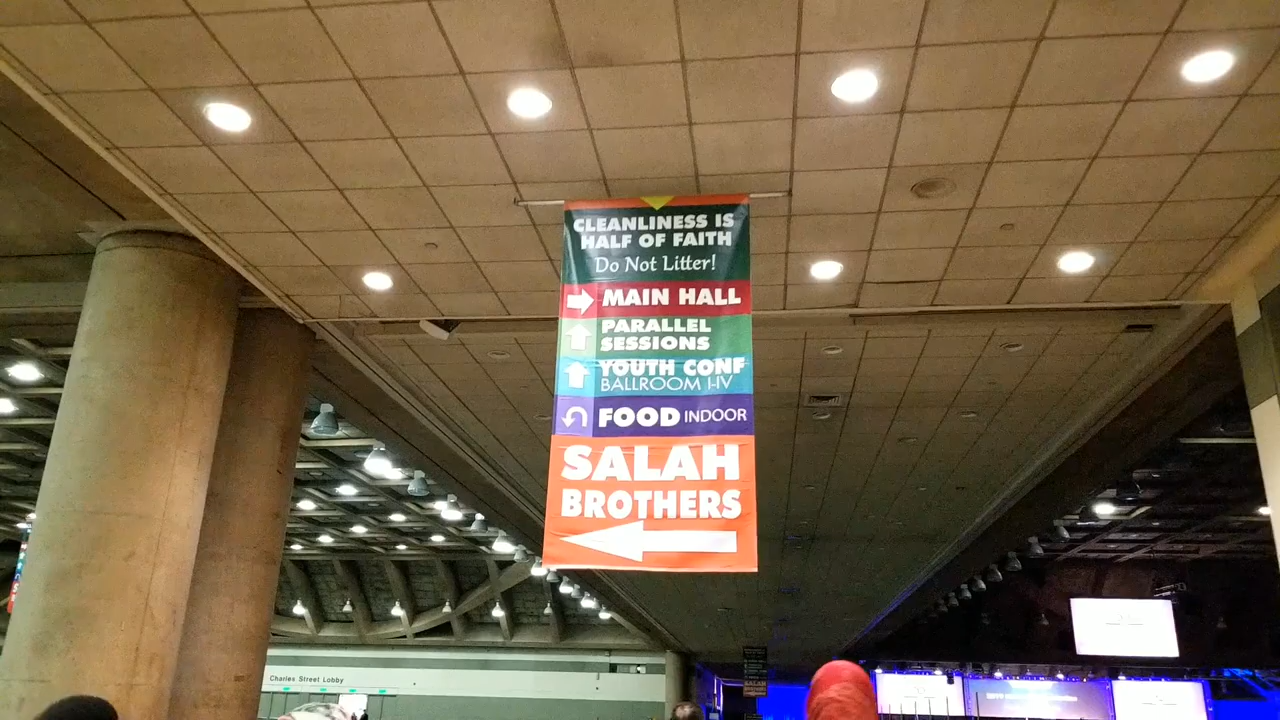 CLEANLINESS IS
HALF OF FAITH
Do Not Litter!
MAIN HALL
PARALLEL
SESSIONS
YOUTH CONF
BALLROOM I-IV
FOOD INDOOR
SALAH
BROTHERS
Charles Street Lobby